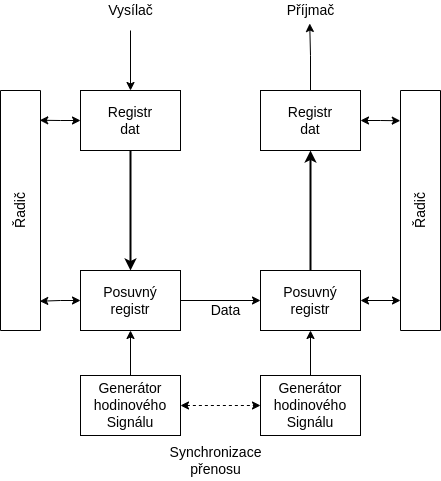 Vysílač
Příjmač
Registr
dat
Registr
dat
Řadič
Řadič
Posuvný
registr
Data
Posuvný
registr
Generátor
hodinového
Signálu
Generátor
hodinového
Signálu
Synchronizace
přenosu